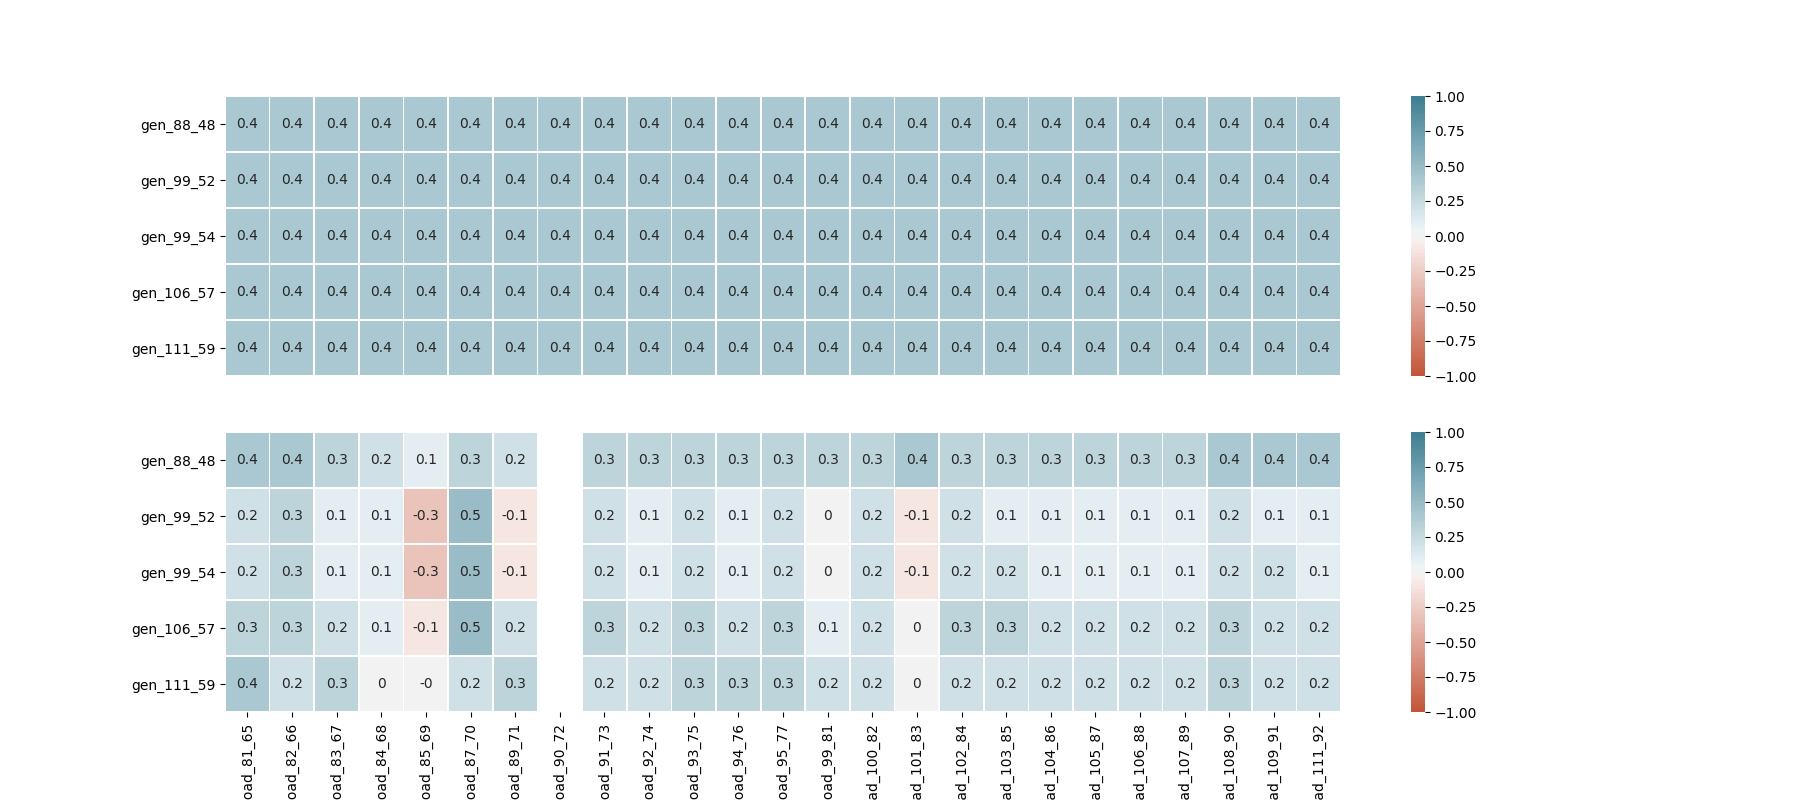 gen_88_48 0.4 0.4 0.4 0.4 0.4 0.4 0.4 0.4 0.4 0.4 0.4 0.4 0.4 0.4 0.4 0.4 0.4 0.4 0.4 0.4 0.4 0.4 0.4 0.4 0.4
gen_99_52 0.4 0.4 0.4 0.4 0.4 0.4 0.4 0.4 0.4 0.4 0.4 0.4 0.4 0.4 0.4 0.4 0.4 0.4 0.4 0.4 0.4 0.4 0.4 0.4 0.4
gen_99_54 0.4 0.4 0.4 0.4 0.4 0.4 0.4 0.4 0.4 0.4 0.4 0.4 0.4 0.4 0.4 0.4 0.4 0.4 0.4 0.4 0.4 0.4 0.4 0.4 0.4
gen_106_57 0.4 0.4 0.4 0.4 0.4 0.4 0.4 0.4 0.4 0.4 0.4 0.4 0.4 0.4 0.4 0.4 0.4 0.4 0.4 0.4 0.4 0.4 0.4 0.4 0.4
gen_111_59 0.4 0.4 0.4 0.4 0.4 0.4 0.4 0.4 0.4 0.4 0.4 0.4 0.4 0.4 0.4 0.4 0.4 0.4 0.4 0.4 0.4 0.4 0.4 0.4 0.4
1.00
0.75
0.50
0.25
0.00
−0.25
−0.50
−0.75
−1.00
gen_88_48 0.4 0.4 0.3 0.2 0.1 0.3 0.2 0.3 0.3 0.3 0.3 0.3 0.3 0.3 0.4 0.3 0.3 0.3 0.3 0.3 0.3 0.4 0.4 0.4
gen_99_52 0.2 0.3 0.1 0.1 -0.3 0.5 -0.1 0.2 0.1 0.2 0.1 0.2 0 0.2 -0.1 0.2 0.1 0.1 0.1 0.1 0.1 0.2 0.1 0.1
gen_99_54 0.2 0.3 0.1 0.1 -0.3 0.5 -0.1 0.2 0.1 0.2 0.1 0.2 0 0.2 -0.1 0.2 0.2 0.1 0.1 0.1 0.1 0.2 0.2 0.1
gen_106_57 0.3 0.3 0.2 0.1 -0.1 0.5 0.2 0.3 0.2 0.3 0.2 0.3 0.1 0.2 0 0.3 0.3 0.2 0.2 0.2 0.2 0.3 0.2 0.2
gen_111_59 0.4 0.2 0.3 0 -0 0.2 0.3 0.2 0.2 0.3 0.3 0.3 0.2 0.2 0 0.2 0.2 0.2 0.2 0.2 0.2 0.3 0.2 0.2
1.00
0.75
0.50
0.25
0.00
−0.25
−0.50
−0.75
−1.00
oad_81_65
oad_82_66
oad_83_67
oad_84_68
oad_85_69
oad_87_70
oad_89_71
oad_90_72
oad_91_73
oad_92_74
oad_93_75
oad_94_76
oad_95_77
oad_99_81
ad_100_82
ad_101_83
ad_102_84
ad_103_85
ad_104_86
ad_105_87
ad_106_88
ad_107_89
ad_108_90
ad_109_91
ad_111_92